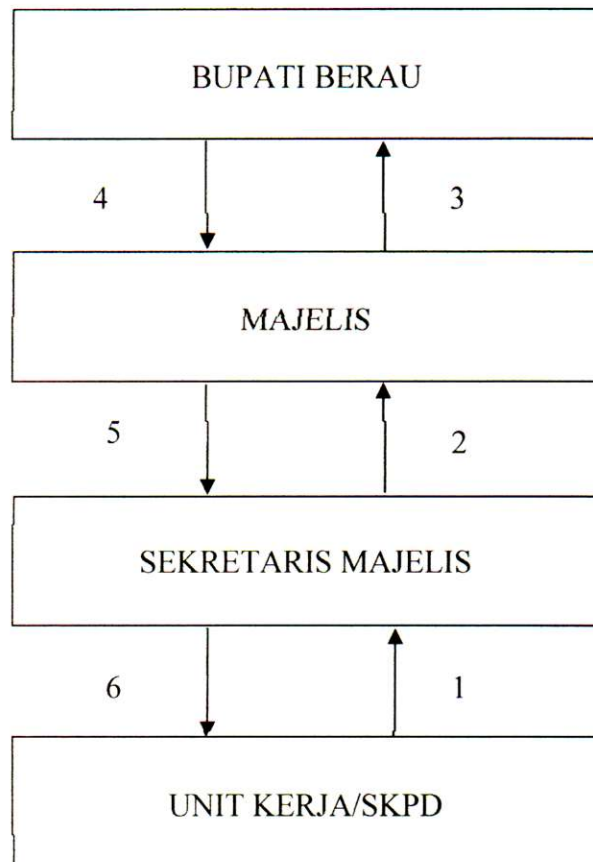 BUPATI BERAU
4 3
MAJELIS
5 2
SEKRETARIS MAJELIS
6 1
UNIT KERJA/SKPD